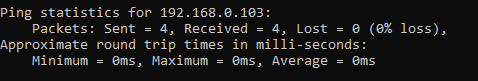 Ping statistics for 192.168.0.103:
    Packets: Sent = 4, Received = 4, Lost = 0 (0% loss),
Approximate round trip times in milli-seconds:
    Minimum = 0ms, Maximum = 0ms, Average = 0ms